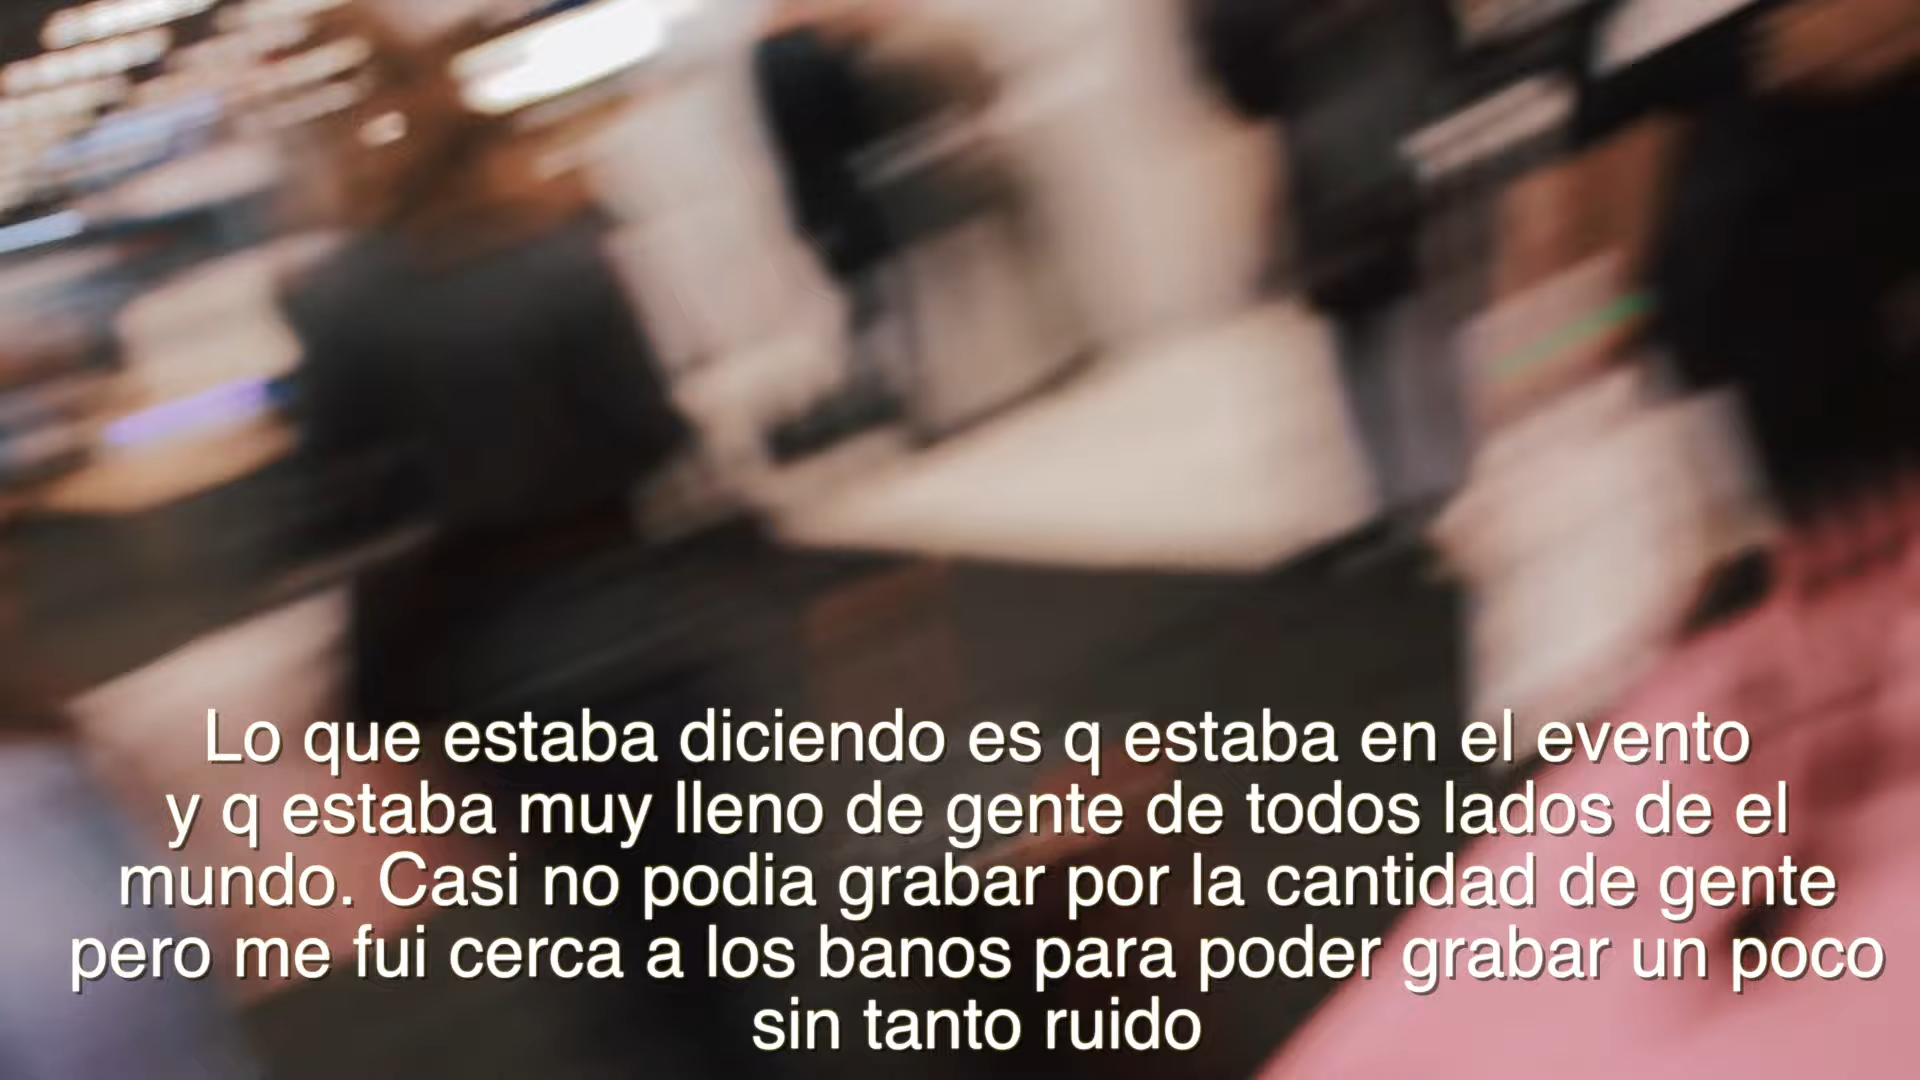 Lo que estaba diciendo es q estaba en el evento
y q estaba muy lleno de gente de todos lados de el
mundo. Casi no podia grabar por la cantidad de gente
pero me fui cerca a los banos para poder grabar un poco
sin tanto ruido